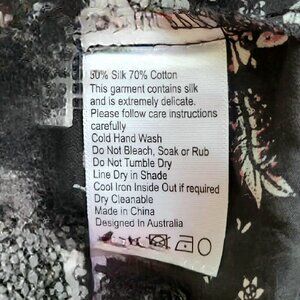 30% Silk 70% Cotton
This garment contains silk
and is extremely delicate.
Please follow care instructions
carefully
Cold Hand Wash
Do Not Bleach, Soak or Rub
Do Not Tumble Dry
Line Dry in Shade
Cool Iron Inside Out if required
Dry Cleanable
Made in China
Designed In Australia